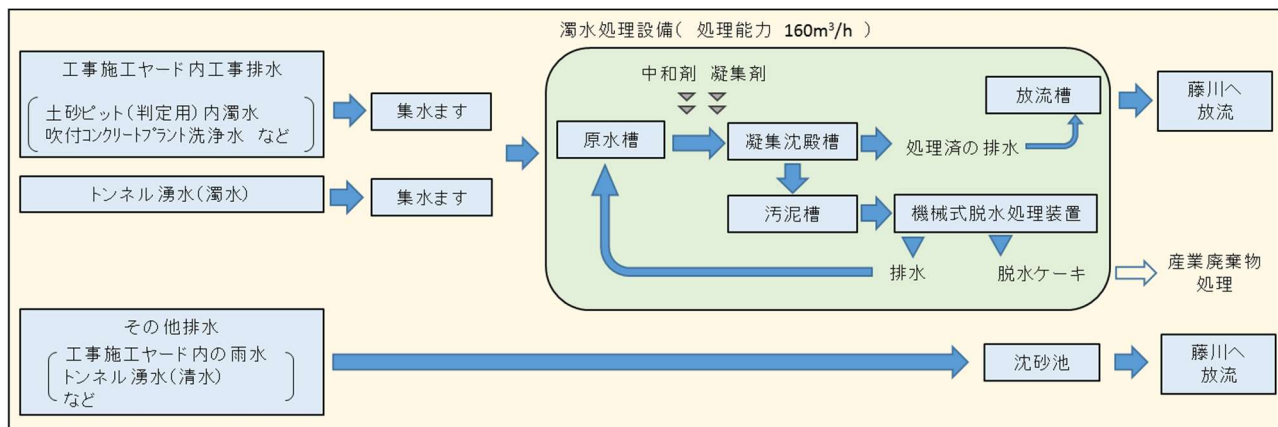 濁水処理設備( 処理能力 160m³/h )
工事施工ヤード内工事排水
土砂ピット(判定用)内濁水
吹付コンクリートプラント洗浄水 など
集水ます
トンネル湧水(濁水)
集水ます
中和剤 凝集剤
原水槽
凝集沈殿槽
処理済の排水
放流槽
藤川へ
放流
汚泥槽
機械式脱水処理装置
排水
脱水ケーキ
産業廃棄物
処理
その他排水
工事施工ヤード内の雨水
トンネル湧水(清水)
など
沈砂池
藤川へ
放流